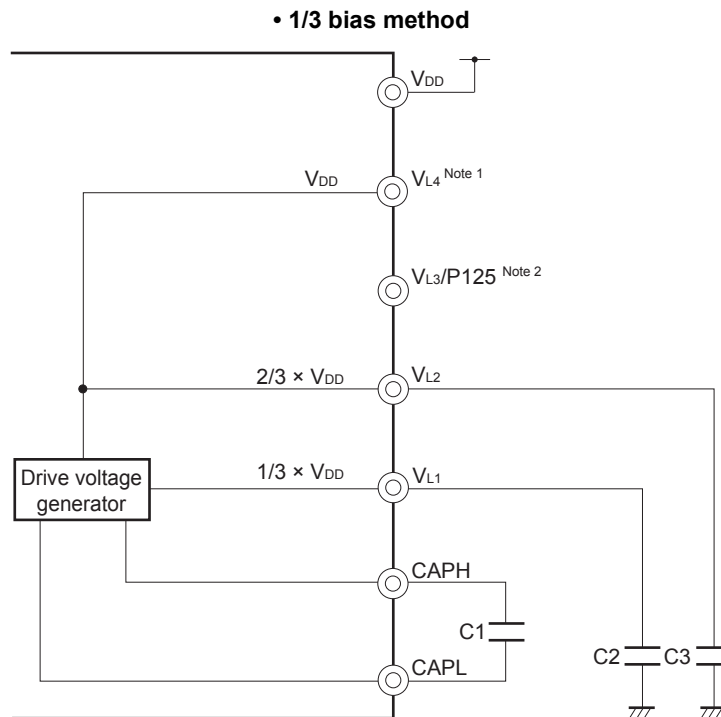 • 1/3 bias method
VDD
VDD
VL4 Note 1
VL3/P125 Note 2
2/3 × VDD
VL2
1/3 × VDD
VL1
Drive voltage
generator
CAPH
C1
CAPL
C2
C3